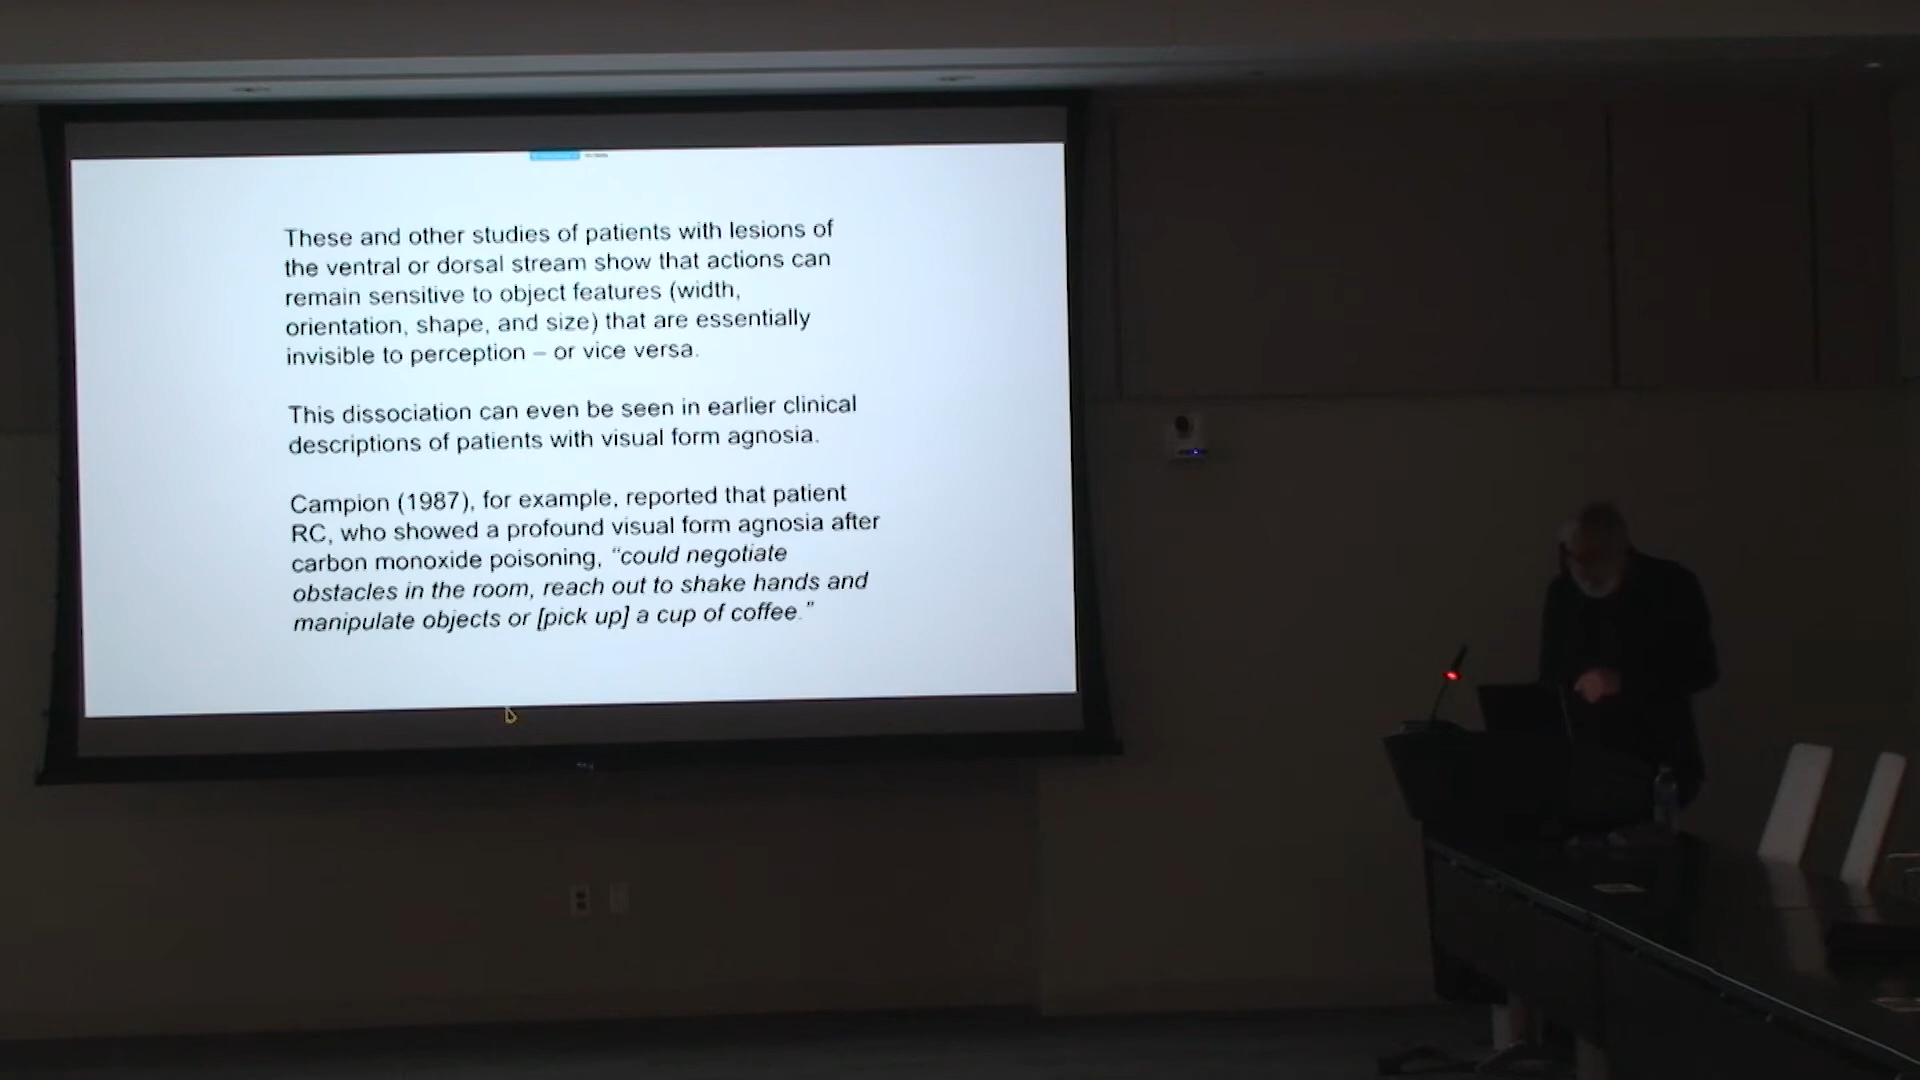 These and other studies of patients with lesions of
the ventral or dorsal stream show that actions can
remain sensitive to object features (width,
orientation, shape, and size) that are essentially
invisible to perception – or vice versa.
This dissociation can even be seen in earlier clinical
descriptions of patients with visual form agnosia.
Campion (1987), for example, reported that patient
RC, who showed a profound visual form agnosia after
carbon monoxide poisoning, “could negotiate
obstacles in the room, reach out to shake hands and
manipulate objects or [pick up] a cup of coffee.”